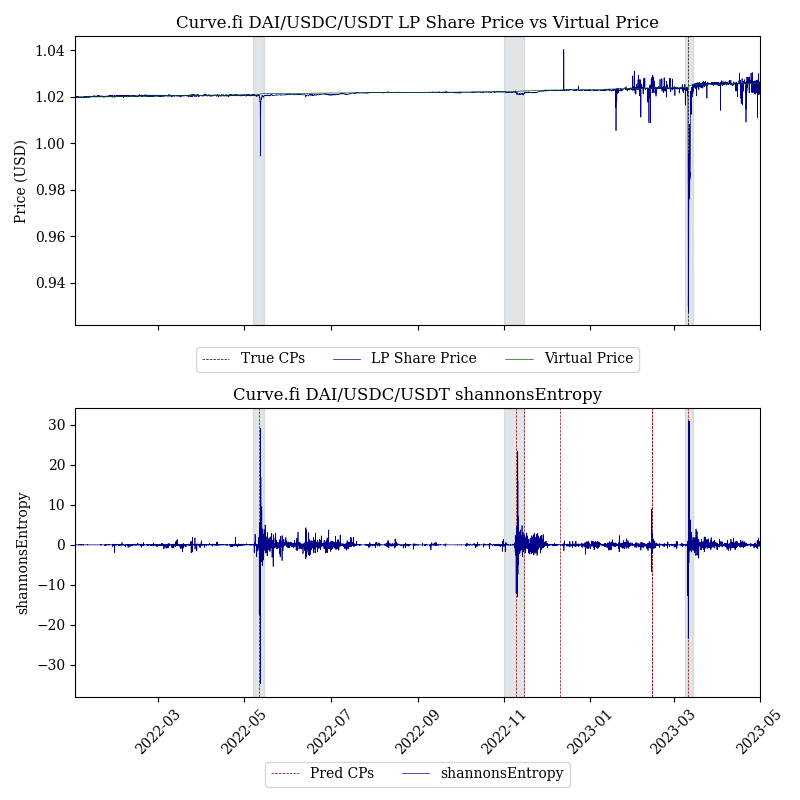 Curve.fi DAI/USDC/USDT LP Share Price vs Virtual Price
1.04
1.02
1.00
0.98
0.96
0.94
Price (USD)
True CPs
LP Share Price
Virtual Price
Curve.fi DAI/USDC/USDT shannonsEntropy
30
20
10
0
−10
−20
−30
shannonsEntropy
2022-03
2022-05
2022-07
2022-09
2022-11
2023-01
2023-03
2023-05
Pred CPs
shannonsEntropy